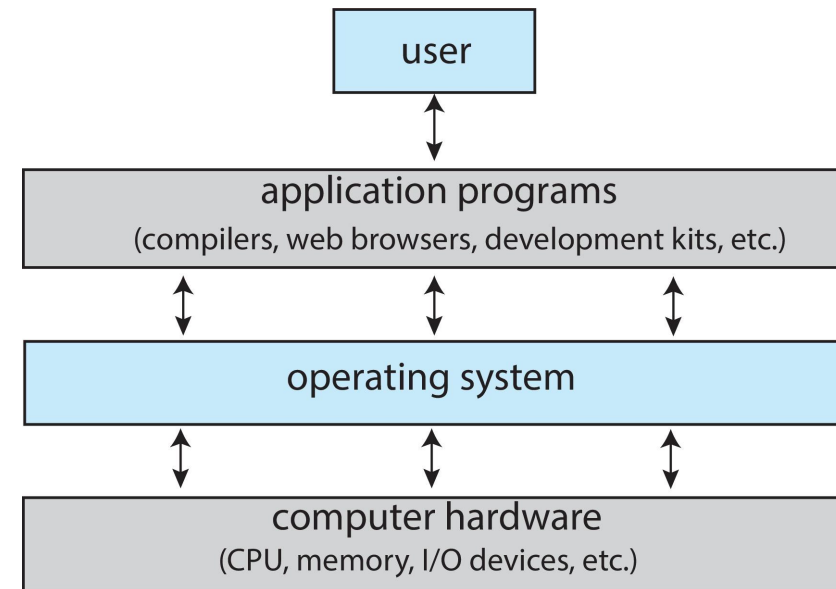 user
application programs
(compilers, web browsers, development kits, etc.)
operating system
computer hardware
(CPU, memory, I/O devices, etc.)